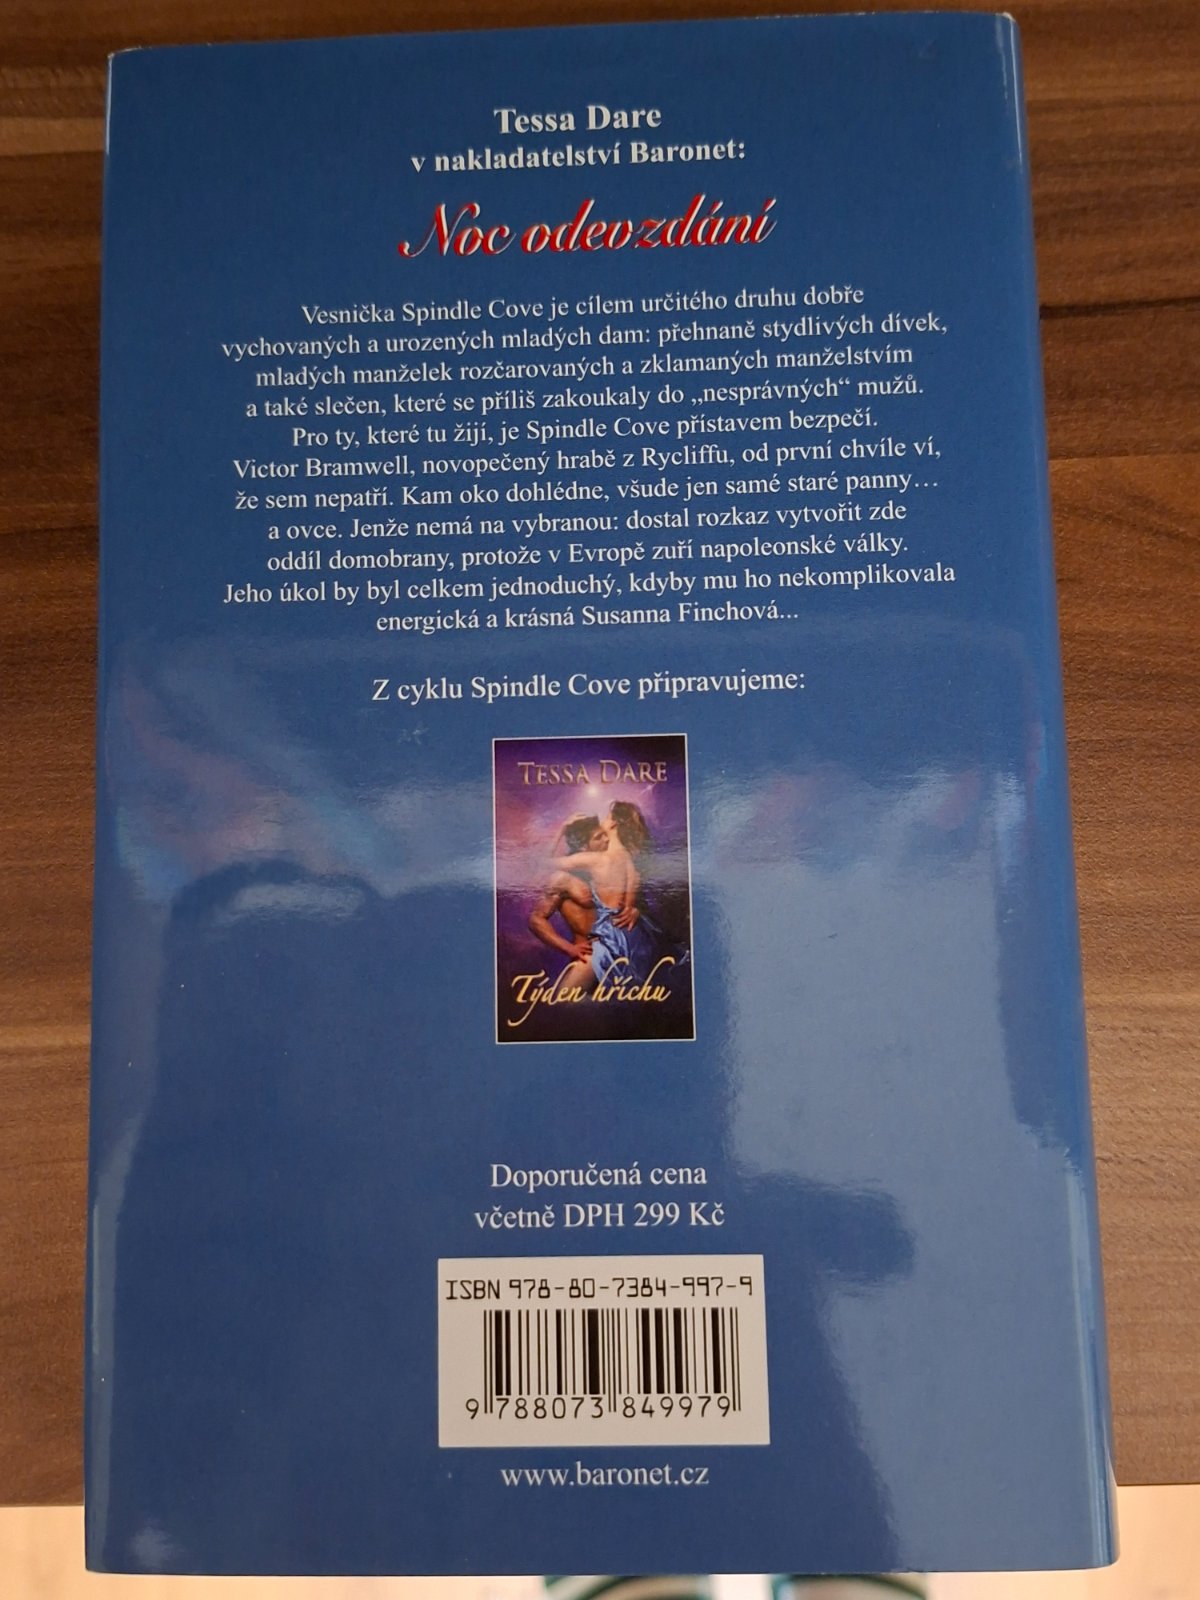 Tessa Dare
v nakladatelství Baronet:
Noc odevzdání
Vesnička Spindle Cove je cílem určitého druhu dobře
vychovaných a urozených mladých dam: přehnaně stydlivých dívek,
mladých manželek rozčarovaných a zklamaných manželstvím
a také slečen, které se příliš zakoukaly do „nesprávných“ mužů.
Pro ty, které tu žijí, je Spindle Cove přístavem bezpečí.
Victor Bramwell, novopečený hrabě z Rycliffu, od první chvíle ví,
že sem nepatří. Kam oko dohlédne, všude jen samé staré panny…
a ovce. Jenže nemá na vybranou: dostal rozkaz vytvořit zde
oddíl domobrany, protože v Evropě zuří napoleonské války.
Jeho úkol by byl celkem jednoduchý, kdyby mu ho nekomplikovala
energická a krásná Susanna Finchová...
Z cyklu Spindle Cove připravujeme:
TESSA DARE
Týden hříchu
Doporučená cena
včetně DPH 299 Kč
ISBN 978-80-7384-997-9
9 788073 849979
www.baronet.cz